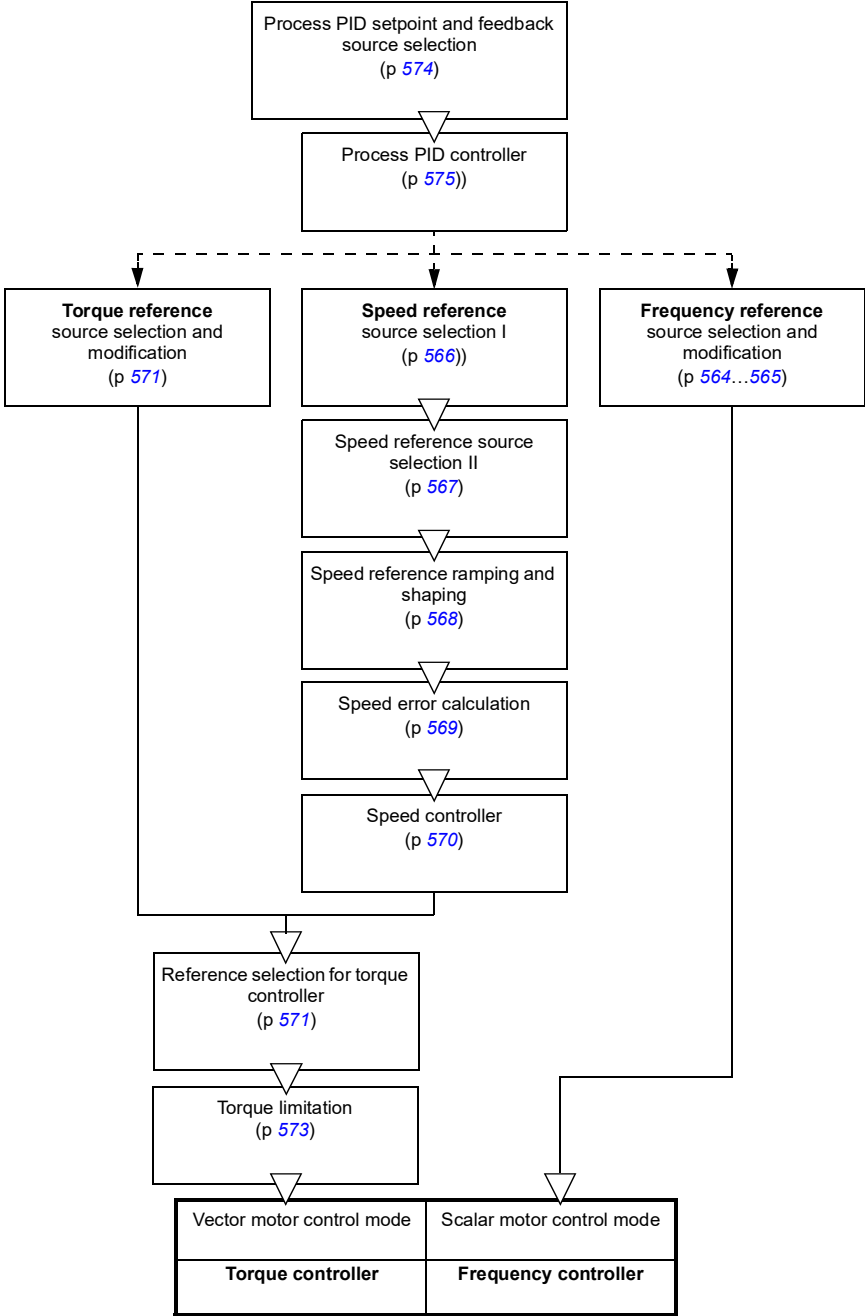 Process PID setpoint and feedback
source selection
(p 574)
Process PID controller
(p 575))
Torque reference
source selection and
modification
(p 571)
Speed reference
source selection I
(p 566))
Frequency reference
source selection and
modification
(p 564…565)
Speed reference source
selection II
(p 567)
Speed reference ramping and
shaping
(p 568)
Speed error calculation
(p 569)
Speed controller
(p 570)
Reference selection for torque
controller
(p 571)
Torque limitation
(p 573)
Vector motor control mode
Scalar motor control mode
Torque controller
Frequency controller